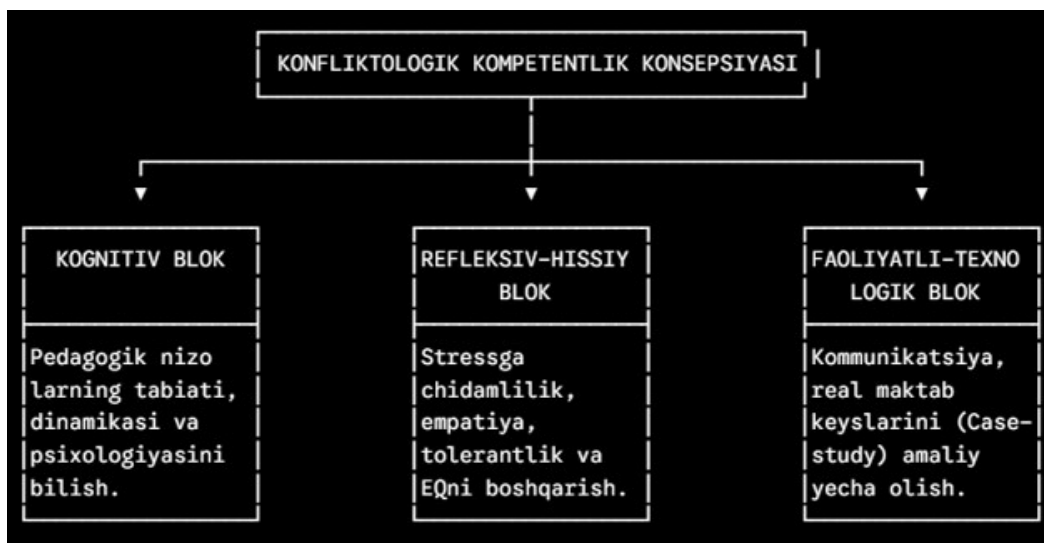 KONFLIKTOLOGIK KOMPETENTLIK KONSEPSIYASI
KOGNITIV BLOK
Pedagogik nizo
larning tabiati,
dinamikasi va
psixologiyasini
bilish.
REFLEKSIV-HISSIY
BLOK
Stressga
chidamlilik,
empatiya,
tolerantlik va
EQni boshqarish.
FAOLIYATLI-TEXNO
LOGIK BLOK
Kommunikatsiya,
real maktab
keyslarini (Case-
study) amaliy
yecha olish.